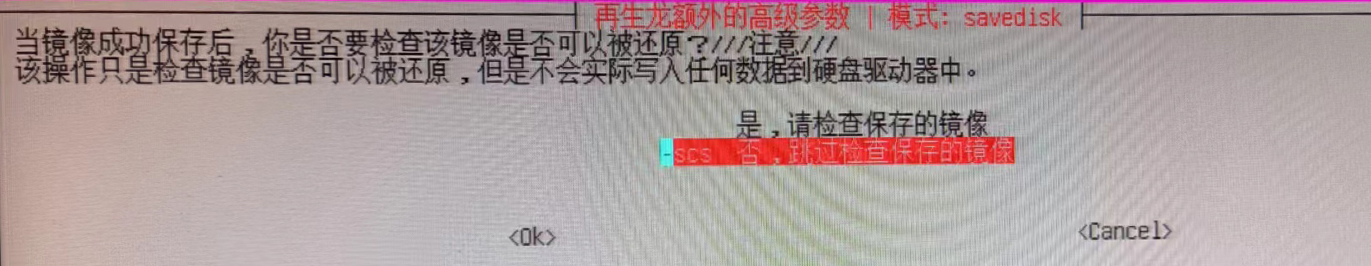 再生龙额外的高级参数 | 模式: savedisk
当镜像成功保存后，你是否要检查该镜像是否可以被还原？///注意///
该操作只是检查镜像是否可以被还原，但是不会实际写入任何数据到硬盘驱动器中。
是，请检查保存的镜像
-scs 否，跳过检查保存的镜像
<Ok> <Cancel>